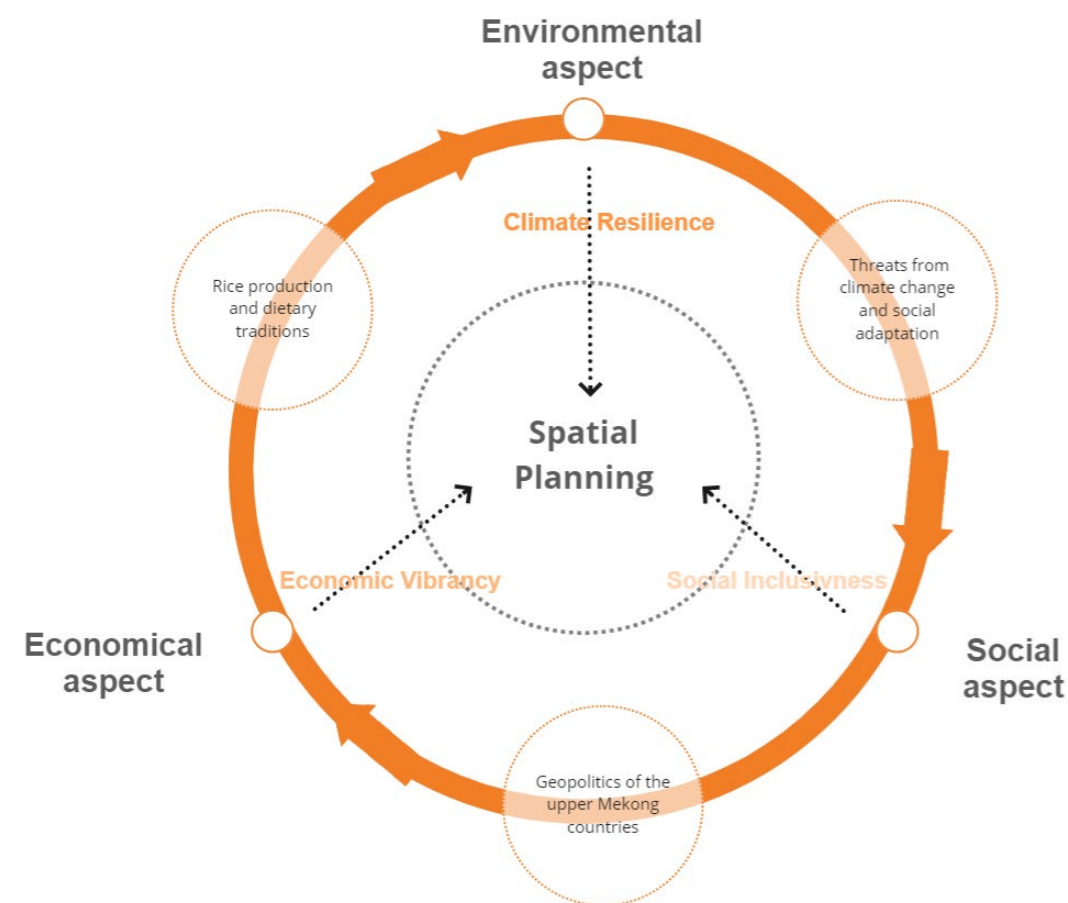 Environmental
aspect
Climate Resilience
Rice production
and dietary
traditions
Threats from
climate change
and social
adaptation
Spatial
Planning
Economic Vibrancy
Social Inclusivness
Economical
aspect
Social
aspect
Geopolitics of the
upper Mekong
countries